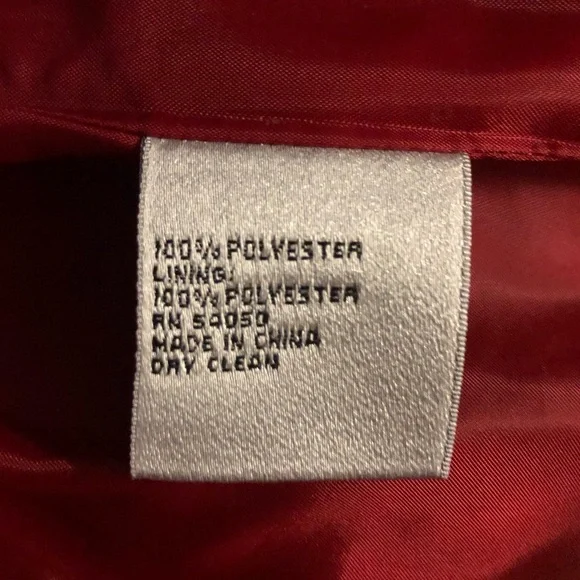 100% POLYESTER
LINING:
100% POLYESTER
RN 54050
MADE IN CHINA
DRY CLEAN